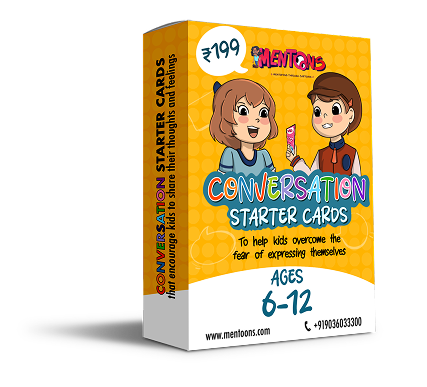 ₹199
MENTOONS
CONVERSATION
STARTER CARDS
To help kids overcome the
fear of expressing themselves
AGES
6-12
www.mentoons.com
+919036033300
CONVERSATION STARTER CARDS
that encourage kids to share their thoughts and feelings